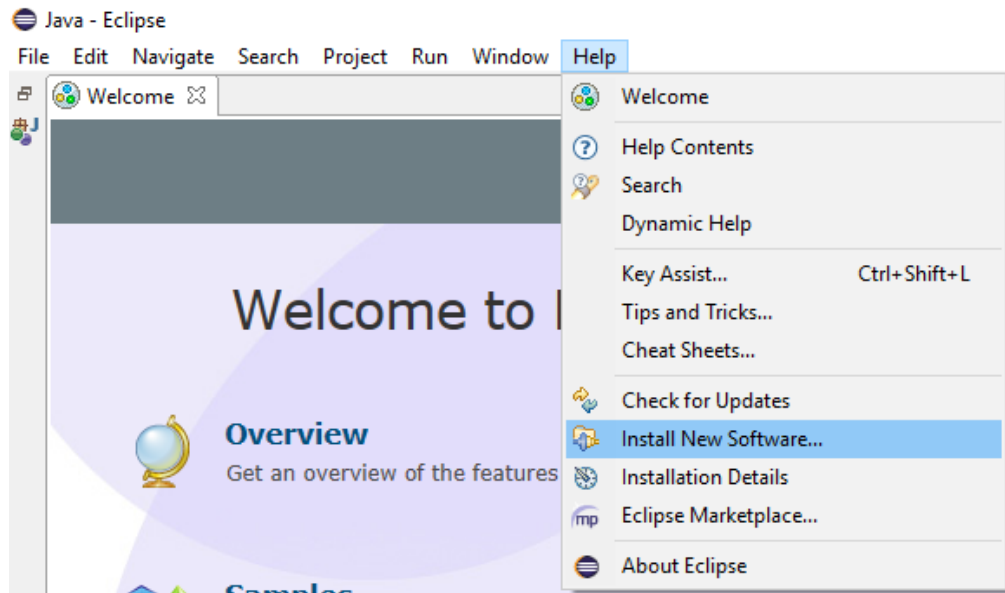 Java - Eclipse
File Edit Navigate Search Project Run Window Help
Welcome
Welcome to
Overview
Get an overview of the features
Samples
Welcome
Help Contents
Search
Dynamic Help
Key Assist... Ctrl+Shift+L
Tips and Tricks...
Cheat Sheets...
Check for Updates
Install New Software...
Installation Details
mp Eclipse Marketplace...
About Eclipse